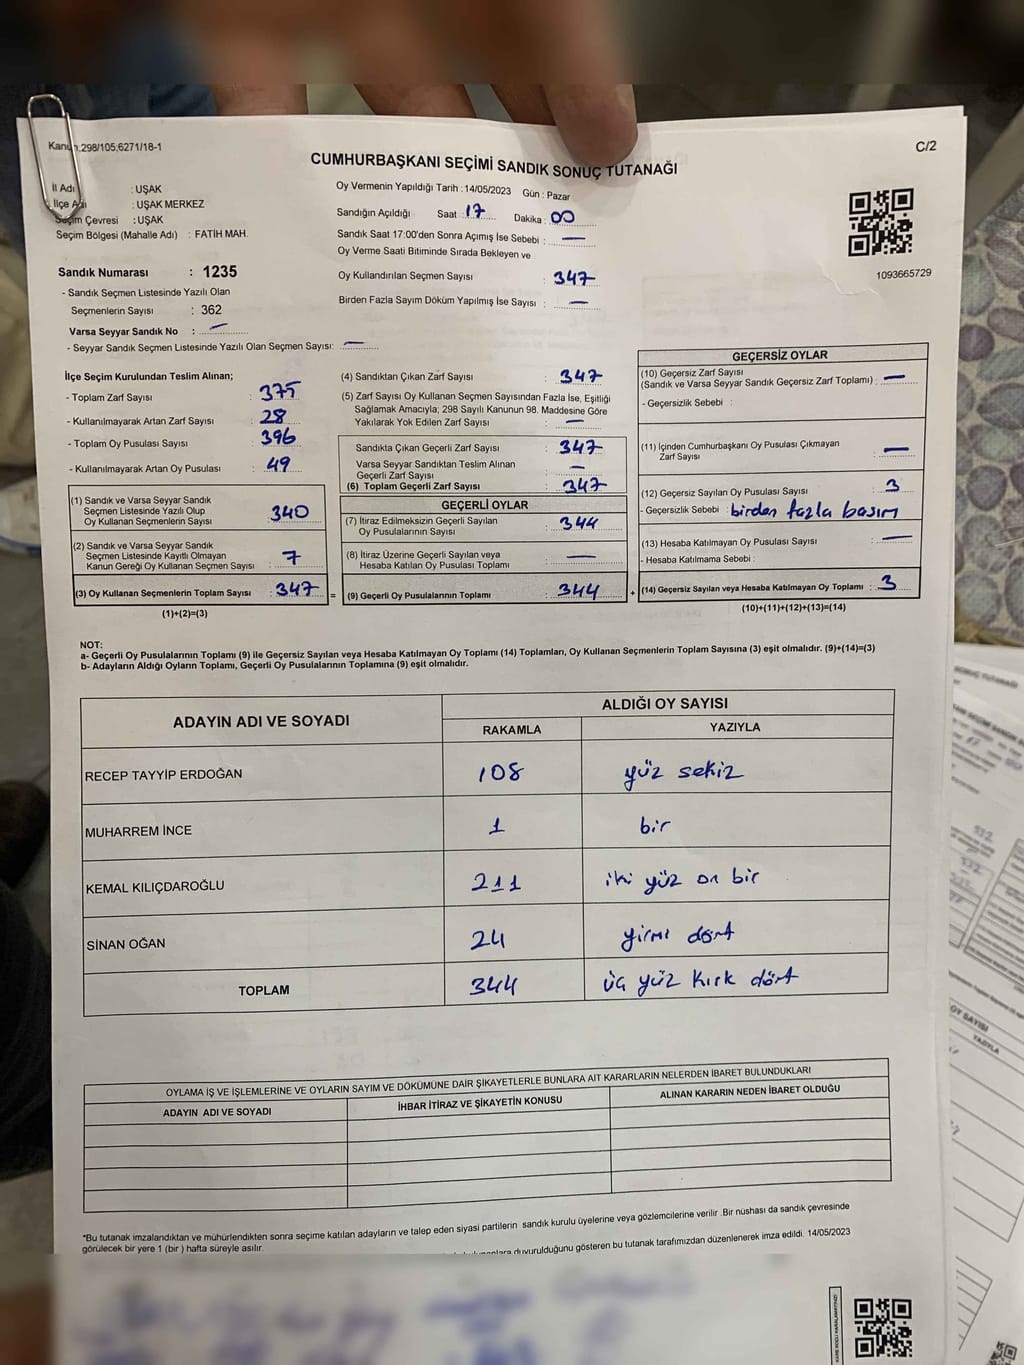 Kanun:298/105;6271/18-1
C/2
CUMHURBAŞKANI SEÇİMİ SANDIK SONUÇ TUTANAĞI
İl Adı : UŞAK
İlçe Adı : UŞAK MERKEZ
Seçim Çevresi : UŞAK
Seçim Bölgesi (Mahalle Adı) : FATİH MAH.
Oy Vermenin Yapıldığı Tarih : 14/05/2023 Gün : Pazar
Sandığın Açıldığı Saat : 17 Dakika : 00
Sandık Saat 17:00'den Sonra Açımış İse Sebebi : —
Oy Verme Saati Bitiminde Sırada Bekleyen ve
Oy Kullandırılan Seçmen Sayısı : 347
Birden Fazla Sayım Döküm Yapılmış İse Sayısı : —
1093665729
Sandık Numarası : 1235
- Sandık Seçmen Listesinde Yazılı Olan
Seçmenlerin Sayısı : 362
Varsa Seyyar Sandık No : —
- Seyyar Sandık Seçmen Listesinde Yazılı Olan Seçmen Sayısı: —
İlçe Seçim Kurulundan Teslim Alınan;
- Toplam Zarf Sayısı : 375
- Kullanılmayarak Artan Zarf Sayısı : 28
- Toplam Oy Pusulası Sayısı : 396
- Kullanılmayarak Artan Oy Pusulası : 49
(1) Sandık ve Varsa Seyyar Sandık
Seçmen Listesinde Yazılı Olup
Oy Kullanan Seçmenlerin Sayısı 340
(2) Sandık ve Varsa Seyyar Sandık
Seçmen Listesinde Kayıtlı Olmayan
Kanun Gereği Oy Kullanan Seçmen Sayısı 7
(3) Oy Kullanan Seçmenlerin Toplam Sayısı : 347 =
(1)+(2)=(3)
(4) Sandıktan Çıkan Zarf Sayısı : 347
(5) Zarf Sayısı Oy Kullanan Seçmen Sayısından Fazla İse, Eşitliği
Sağlamak Amacıyla; 298 Sayılı Kanunun 98. Maddesine Göre
Yakılarak Yok Edilen Zarf Sayısı : —
Sandıkta Çıkan Geçerli Zarf Sayısı : 347
Varsa Seyyar Sandıktan Teslim Alınan
Geçerli Zarf Sayısı : —
(6) Toplam Geçerli Zarf Sayısı : 347
GEÇERLİ OYLAR
(7) İtiraz Edilmeksizin Geçerli Sayılan
Oy Pusulalarının Sayısı : 344
(8) İtiraz Üzerine Geçerli Sayılan veya
Hesaba Katılan Oy Pusulası Toplamı : —
(9) Geçerli Oy Pusulalarının Toplamı : 344 +
GEÇERSİZ OYLAR
(10) Geçersiz Zarf Sayısı
(Sandık ve Varsa Seyyar Sandık Geçersiz Zarf Toplamı) : —
- Geçersizlik Sebebi :
(11) İçinden Cumhurbaşkanı Oy Pusulası Çıkmayan
Zarf Sayısı : —
(12) Geçersiz Sayılan Oy Pusulası Sayısı : 3
- Geçersizlik Sebebi : birden fazla basım
(13) Hesaba Katılmayan Oy Pusulası Sayısı : —
- Hesaba Katılmama Sebebi :
(14) Geçersiz Sayılan veya Hesaba Katılmayan Oy Toplamı : 3
(10)+(11)+(12)+(13)=(14)
NOT:
a- Geçerli Oy Pusulalarının Toplamı (9) ile Geçersiz Sayılan veya Hesaba Katılmayan Oy Toplamı (14) Toplamları, Oy Kullanan Seçmenlerin Toplam Sayısına (3) eşit olmalıdır. (9)+(14)=(3)
b- Adayların Aldığı Oyların Toplamı, Geçerli Oy Pusulalarının Toplamına (9) eşit olmalıdır.
ADAYIN ADI VE SOYADI ALDIĞI OY SAYISI
RAKAMLA YAZIYLA
RECEP TAYYİP ERDOĞAN 108 yüz sekiz
MUHARREM İNCE 1 bir
KEMAL KILIÇDAROĞLU 211 iki yüz on bir
SİNAN OĞAN 24 yirmi dört
TOPLAM 344 üç yüz kırk dört
OYLAMA İŞ VE İŞLEMLERİNE VE OYLARIN SAYIM VE DÖKÜMÜNE DAİR ŞİKAYETLERLE BUNLARA AİT KARARLARIN NELERDEN İBARET BULUNDUKLARI
ADAYIN ADI VE SOYADI İHBAR İTİRAZ VE ŞİKAYETİN KONUSU ALINAN KARARIN NEDEN İBARET OLDUĞU
*Bu tutanak imzalandıktan ve mühürlendikten sonra seçime katılan adayların ve talep eden siyasi partilerin sandık kurulu üyelerine veya gözlemcilerine verilir .Bir nüshası da sandık çevresinde
görülecek bir yere 1 (bir ) hafta süreyle asılır.
duyurulduğunu gösteren bu tutanak tarafımızdan düzenlenerek imza edildi. 14/05/2023